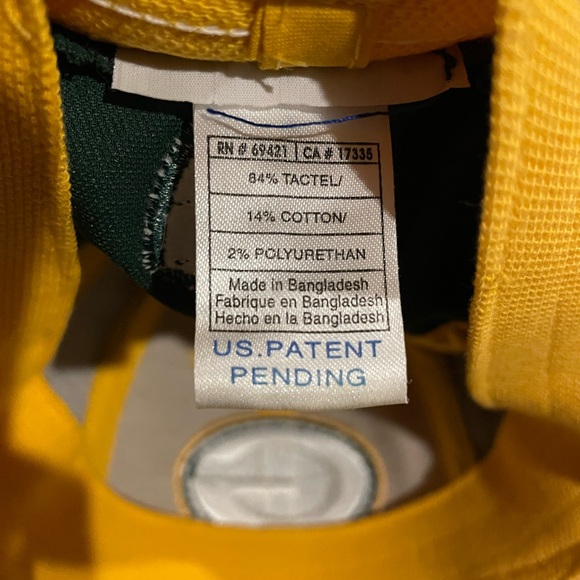 RN # 69421 CA # 17335
84% TACTEL/
14% COTTON/
2% POLYURETHAN
Made in Bangladesh
Fabrique en Bangladesh
Hecho en la Bangladesh
US.PATENT
PENDING